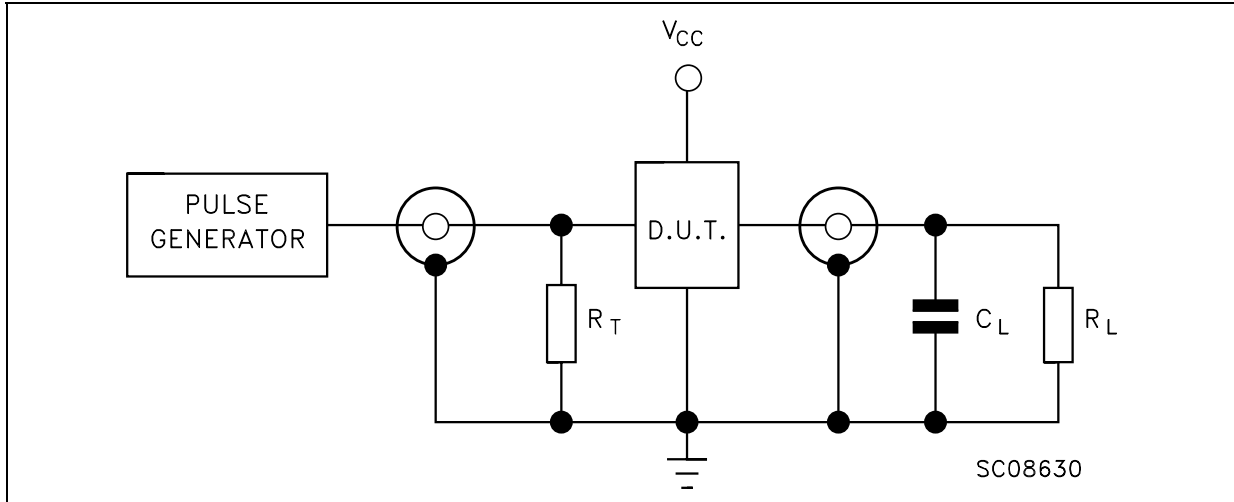 VCC
PULSE
GENERATOR
D.U.T.
RT
CL
RL
SC08630